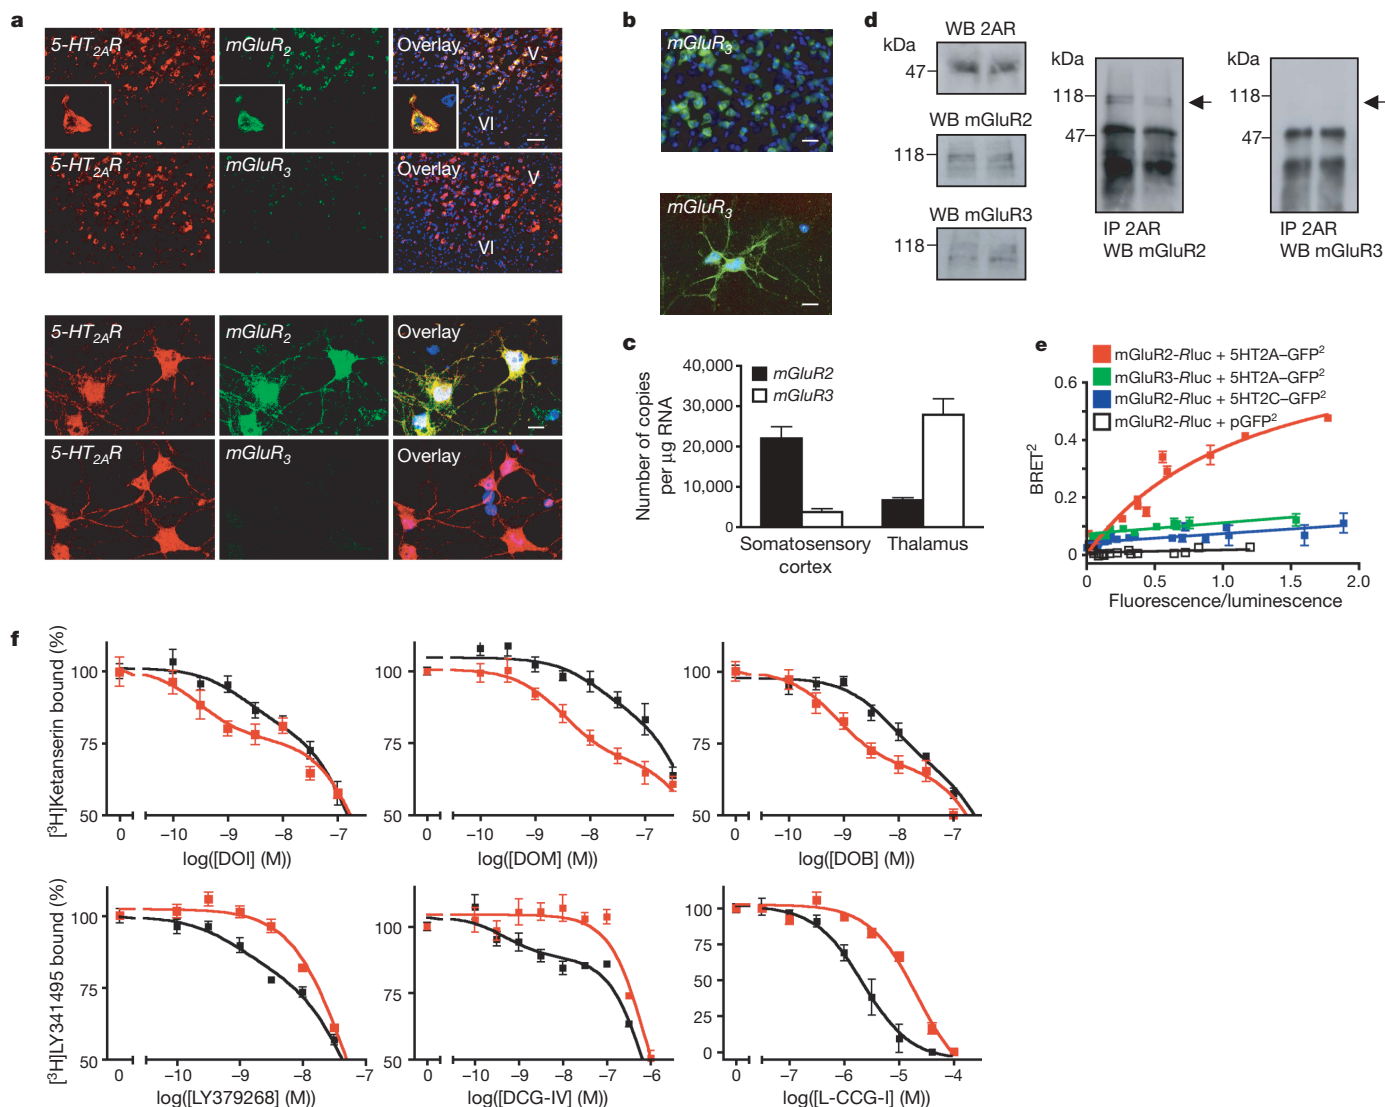 a
5-HT2AR
mGluR2
Overlay
V
VI
5-HT2AR
mGluR3
Overlay
V
VI
5-HT2AR
mGluR2
Overlay
5-HT2AR
mGluR3
Overlay
b
mGluR3
mGluR3
c
Number of copies
per μg RNA
40,000
30,000
20,000
10,000
0
mGluR2
mGluR3
Somatosensory
cortex
Thalamus
d
WB 2AR
kDa
47
WB mGluR2
118
WB mGluR3
118
kDa
118
47
IP 2AR
WB mGluR2
kDa
118
47
IP 2AR
WB mGluR3
e
mGluR2-Rluc + 5HT2A–GFP²
mGluR3-Rluc + 5HT2A–GFP²
mGluR2-Rluc + 5HT2C–GFP²
mGluR2-Rluc + pGFP²
BRET²
0.6
0.4
0.2
0
0 0.5 1.0 1.5 2.0
Fluorescence/luminescence
f
[³H]Ketanserin bound (%)
100
75
50
0 −10 −9 −8 −7
log([DOI] (M))
100
75
50
0 −10 −9 −8 −7
log([DOM] (M))
100
75
50
0 −10 −9 −8 −7
log([DOB] (M))
[³H]LY341495 bound (%)
100
75
50
0 −10 −9 −8 −7
log([LY379268] (M))
100
75
50
0 −10 −9 −8 −7 −6
log([DCG-IV] (M))
100
75
50
25
0
0 −7 −6 −5 −4
log([L-CCG-I] (M))